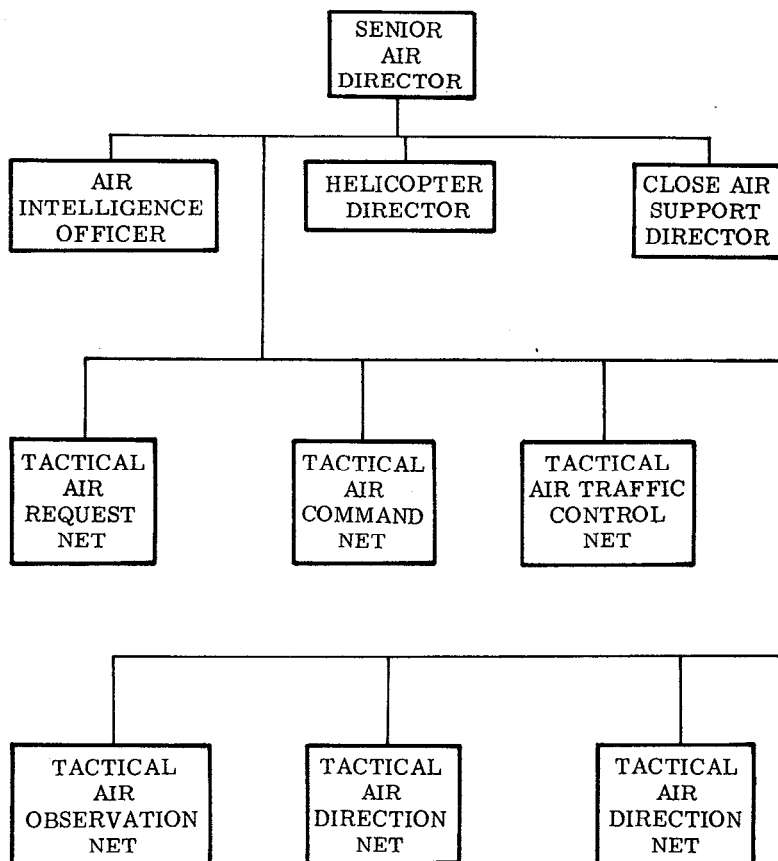 SENIOR
AIR
DIRECTOR
AIR
INTELLIGENCE
OFFICER
HELICOPTER
DIRECTOR
CLOSE AIR
SUPPORT
DIRECTOR
TACTICAL
AIR
REQUEST
NET
TACTICAL
AIR
COMMAND
NET
TACTICAL
AIR TRAFFIC
CONTROL
NET
TACTICAL
AIR
OBSERVATION
NET
TACTICAL
AIR
DIRECTION
NET
TACTICAL
AIR
DIRECTION
NET